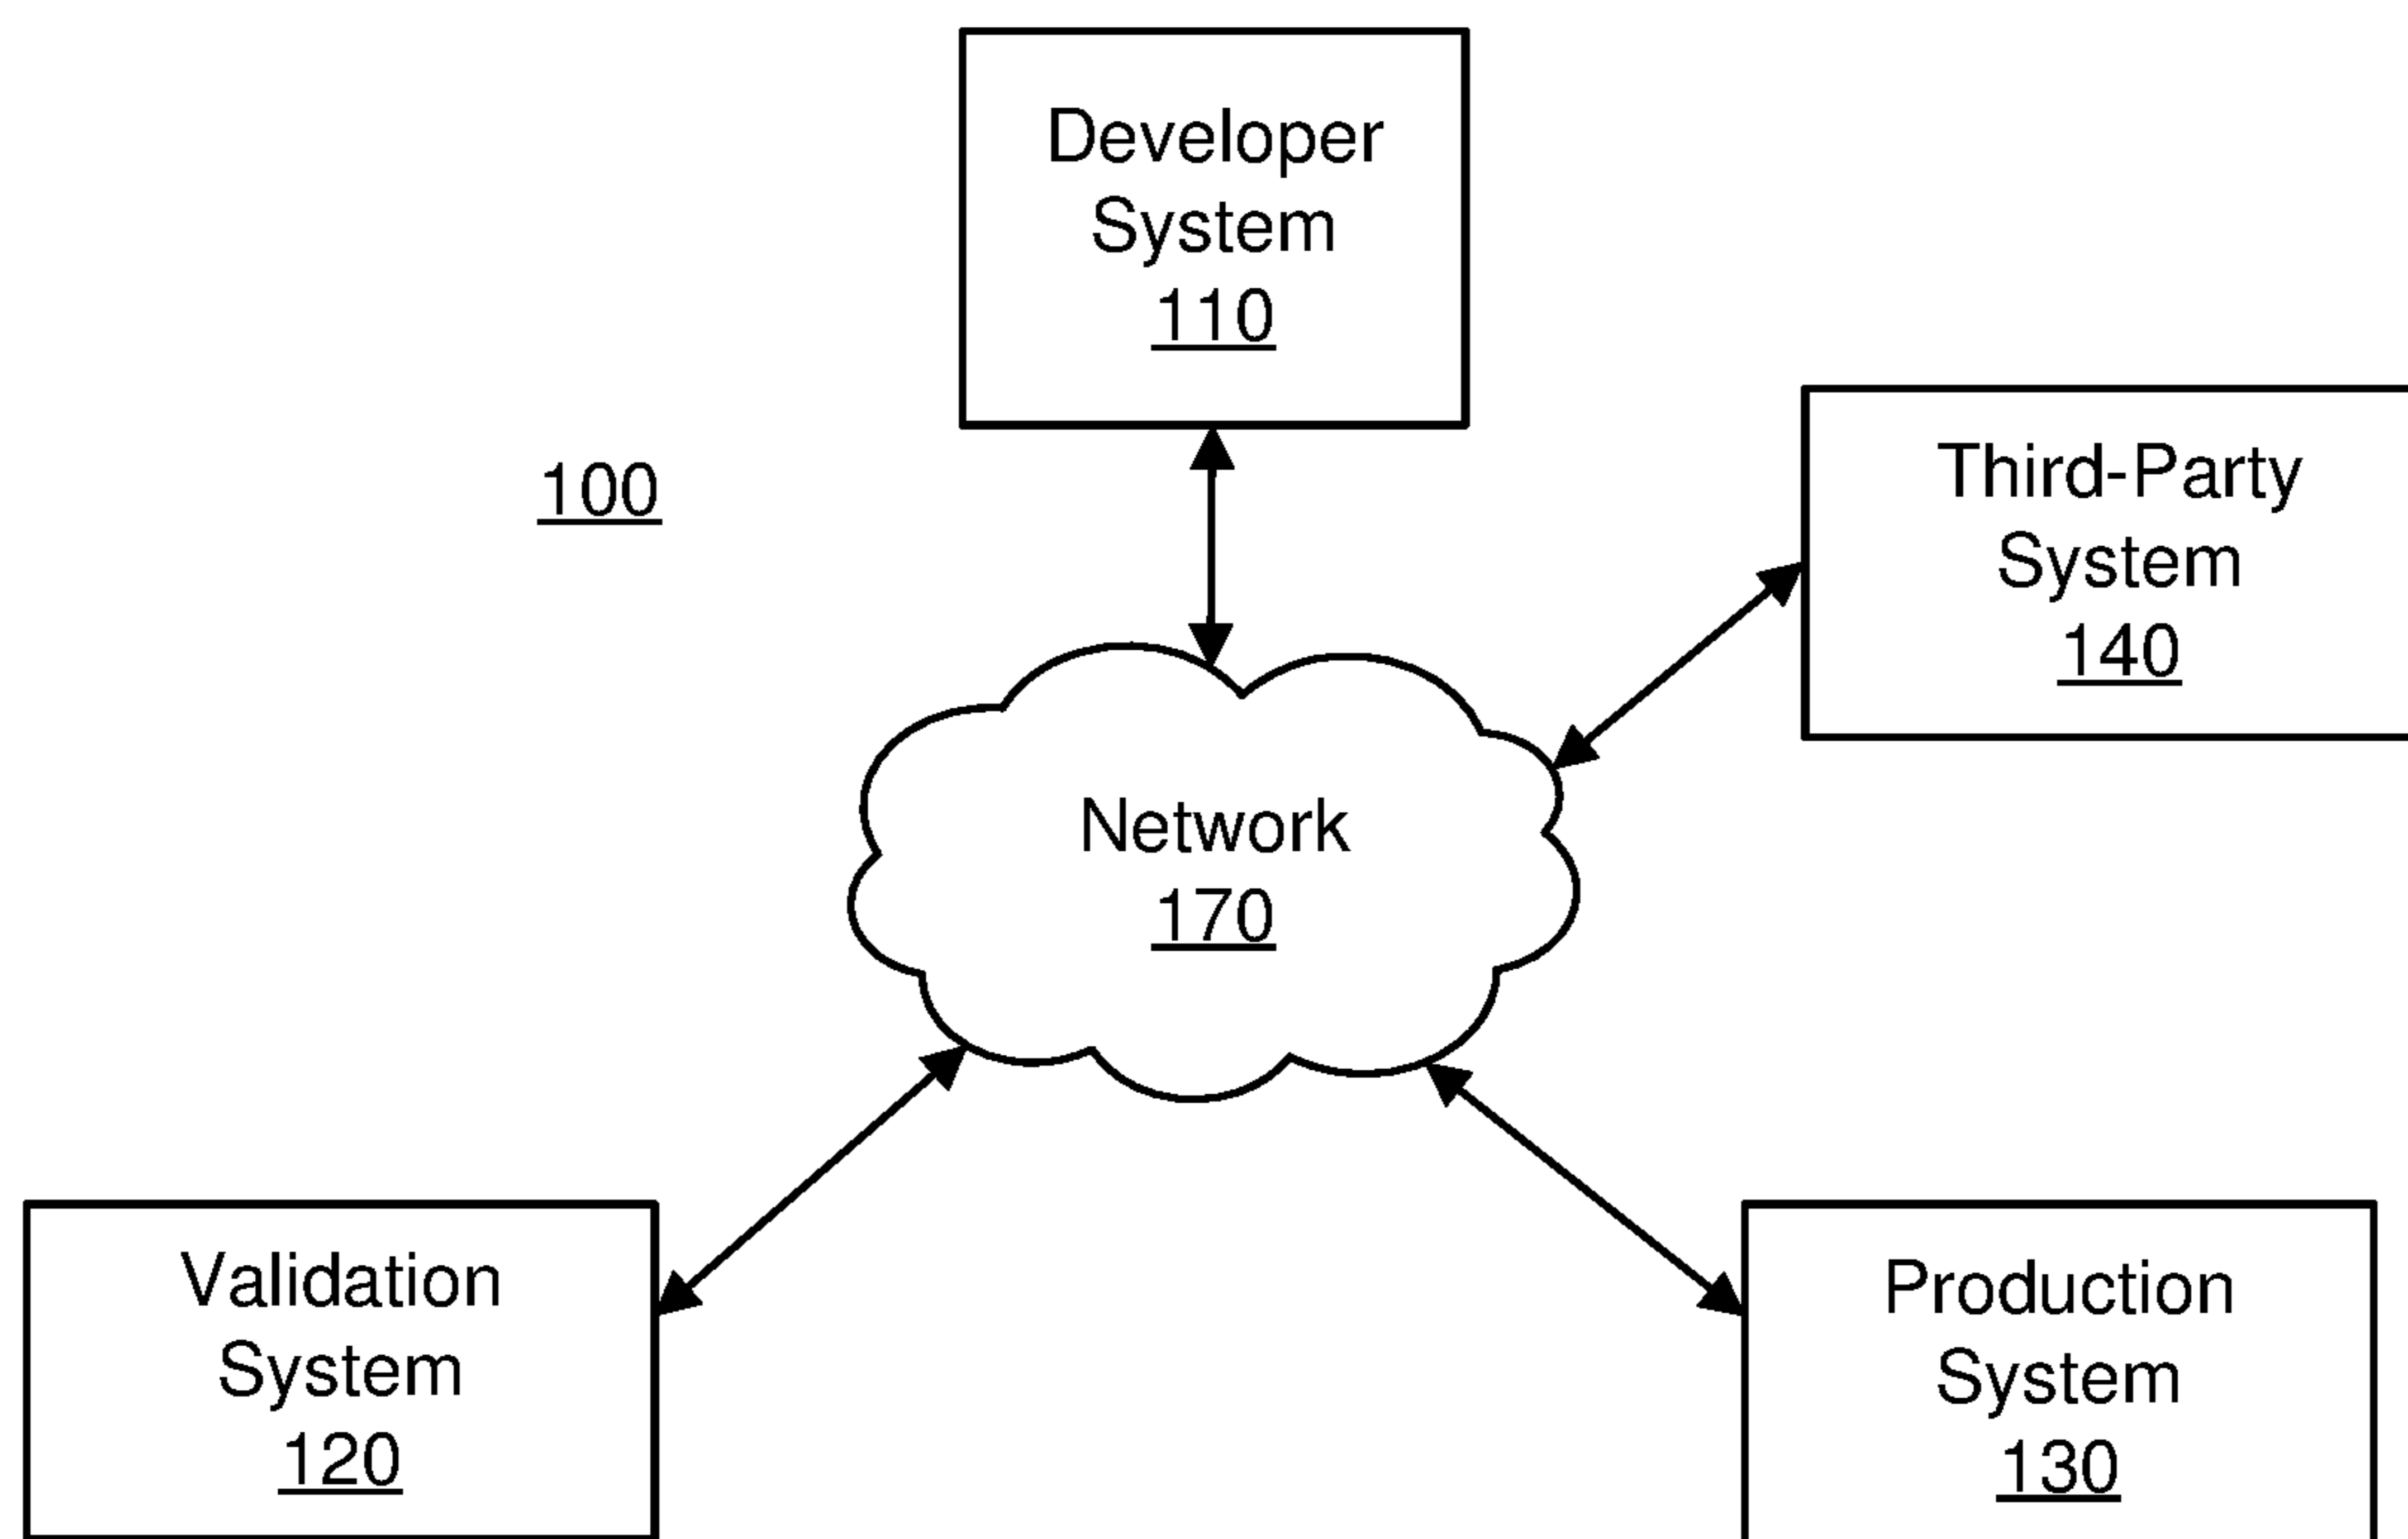 Developer
System
110
100
Third-Party
System
140
Network
170
Validation
System
120
Production
System
130